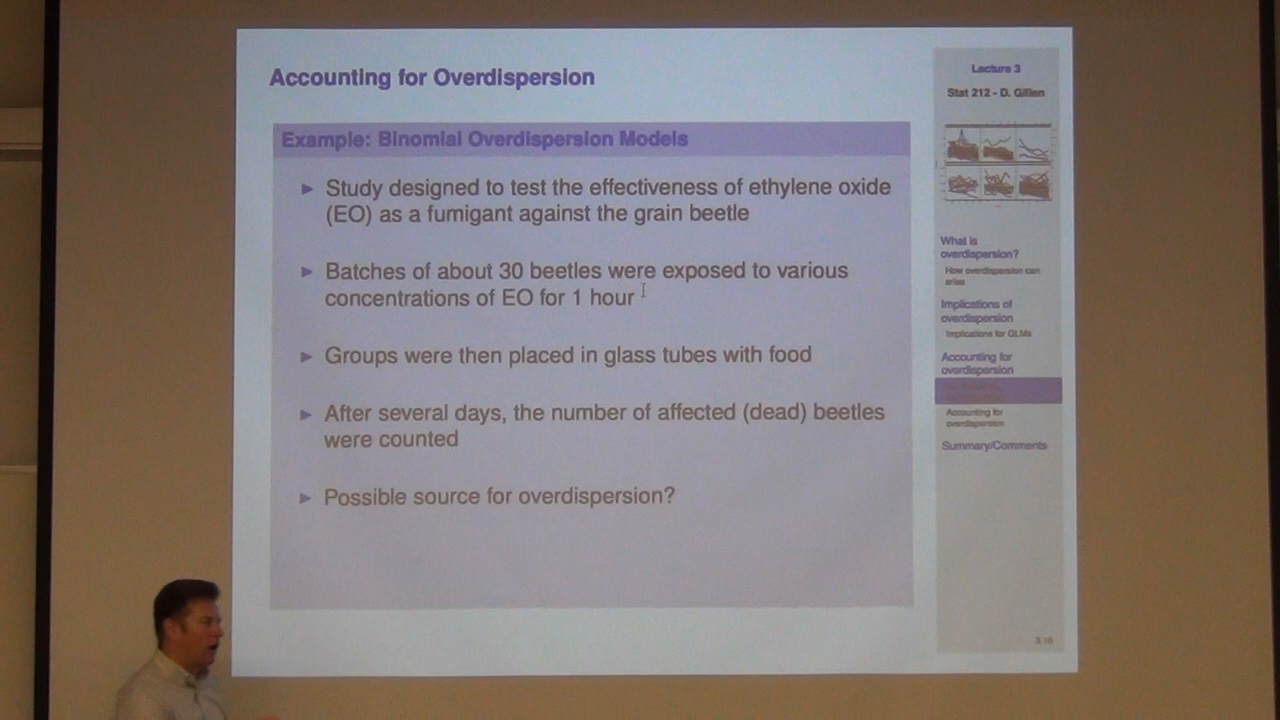 Accounting for Overdispersion
Example: Binomial Overdispersion Models
Study designed to test the effectiveness of ethylene oxide
(EO) as a fumigant against the grain beetle
Batches of about 30 beetles were exposed to various
concentrations of EO for 1 hour
Groups were then placed in glass tubes with food
After several days, the number of affected (dead) beetles
were counted
Possible source for overdispersion?
Lecture 3
Stat 212 - D. Gillen
What is
overdispersion?
How overdispersion can
arise
Implications of
overdispersion
Implications for GLMs
Accounting for
overdispersion
Accounting for
overdispersion
Summary/Comments